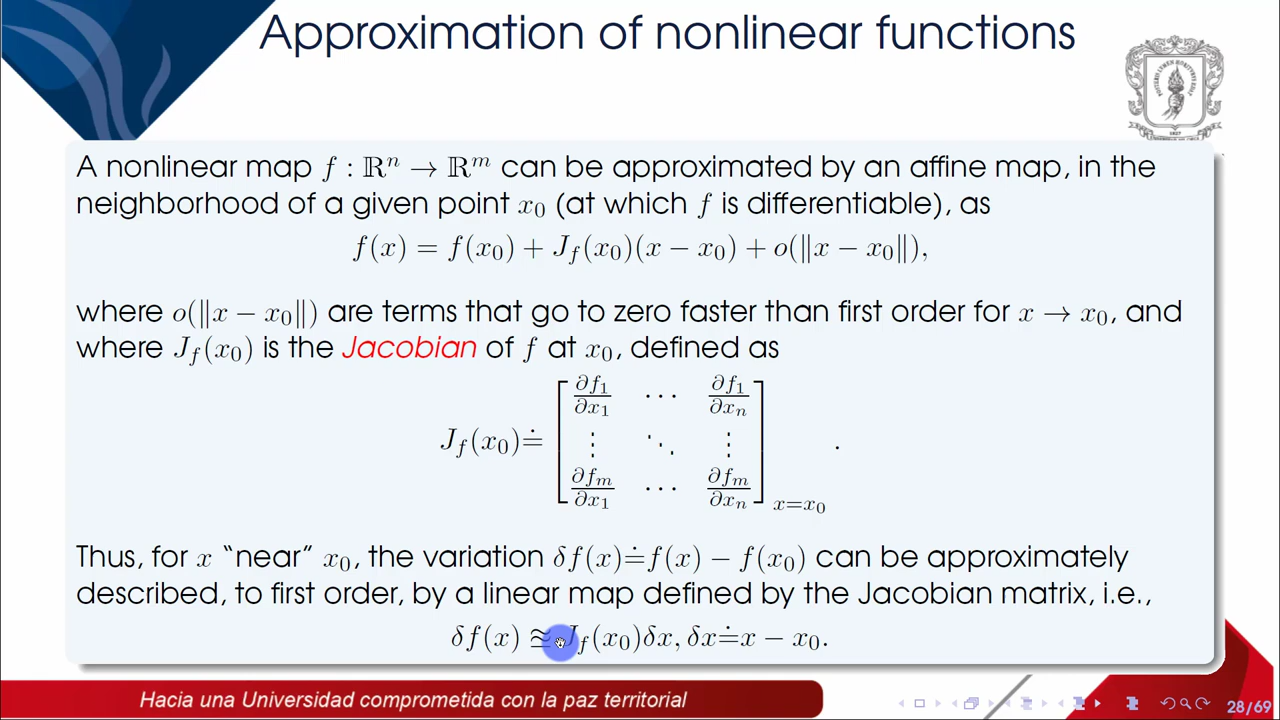 Approximation of nonlinear functions
A nonlinear map f : ℝⁿ → ℝᵐ can be approximated by an affine map, in the
neighborhood of a given point x₀ (at which f is differentiable), as
f(x) = f(x₀) + J_f(x₀)(x − x₀) + o(‖x − x₀‖),
where o(‖x − x₀‖) are terms that go to zero faster than first order for x → x₀, and
where J_f(x₀) is the Jacobian of f at x₀, defined as
J_f(x₀) ≐ [ ∂f₁/∂x₁ ⋯ ∂f₁/∂xₙ
⋮ ⋱ ⋮
∂fₘ/∂x₁ ⋯ ∂fₘ/∂xₙ ]ₓ₌ₓ₀ .
Thus, for x “near” x₀, the variation δf(x) ≐ f(x) − f(x₀) can be approximately
described, to first order, by a linear map defined by the Jacobian matrix, i.e.,
δf(x) ≊ J_f(x₀)δx, δx ≐ x − x₀.
Hacia una Universidad comprometida con la paz territorial
28/69